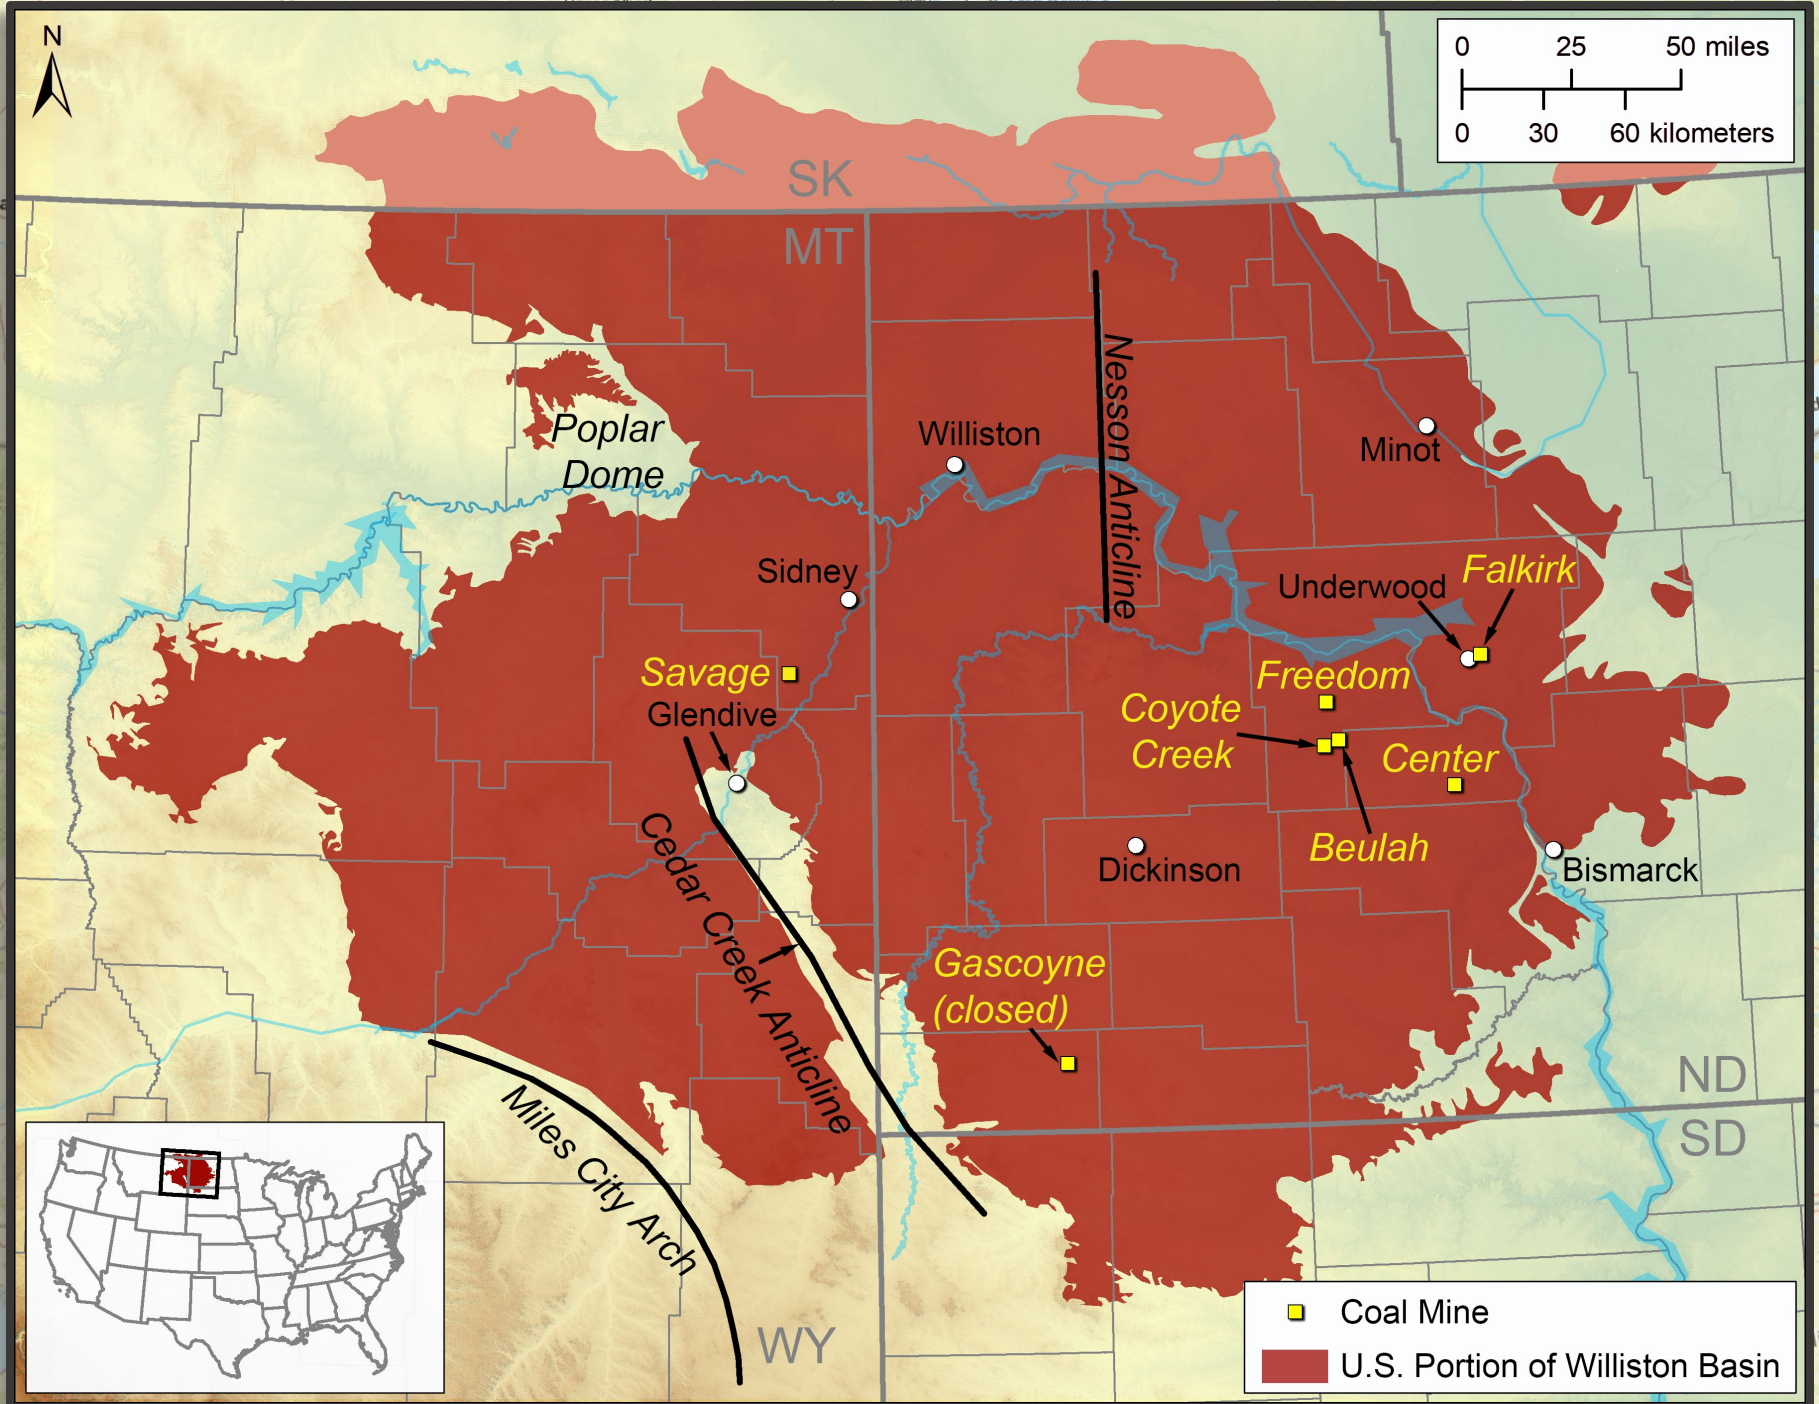 N
0 25 50 miles
0 30 60 kilometers
SK
MT
Poplar
Dome
Williston
Nesson Anticline
Minot
Sidney
Underwood
Falkirk
Savage
Glendive
Freedom
Coyote
Creek
Center
Beulah
Cedar Creek Anticline
Dickinson
Bismarck
Gascoyne
(closed)
Miles City Arch
ND
SD
WY
Coal Mine
U.S. Portion of Williston Basin